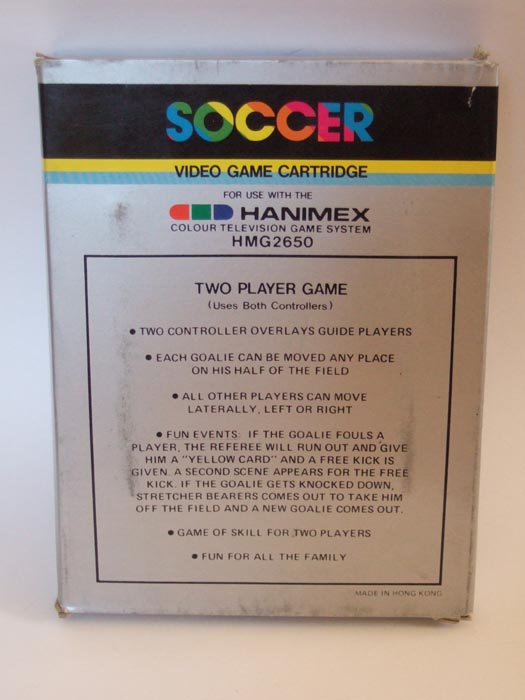 SOCCER
VIDEO GAME CARTRIDGE
FOR USE WITH THE
HANIMEX
COLOUR TELEVISION GAME SYSTEM
HMG2650
TWO PLAYER GAME
(Uses Both Controllers)
• TWO CONTROLLER OVERLAYS GUIDE PLAYERS
• EACH GOALIE CAN BE MOVED ANY PLACE
ON HIS HALF OF THE FIELD
• ALL OTHER PLAYERS CAN MOVE
LATERALLY, LEFT OR RIGHT
• FUN EVENTS: IF THE GOALIE FOULS A
PLAYER, THE REFEREE WILL RUN OUT AND GIVE
HIM A "YELLOW CARD" AND A FREE KICK IS
GIVEN. A SECOND SCENE APPEARS FOR THE FREE
KICK. IF THE GOALIE GETS KNOCKED DOWN,
STRETCHER BEARERS COMES OUT TO TAKE HIM
OFF THE FIELD AND A NEW GOALIE COMES OUT.
• GAME OF SKILL FOR TWO PLAYERS
• FUN FOR ALL THE FAMILY
MADE IN HONG KONG